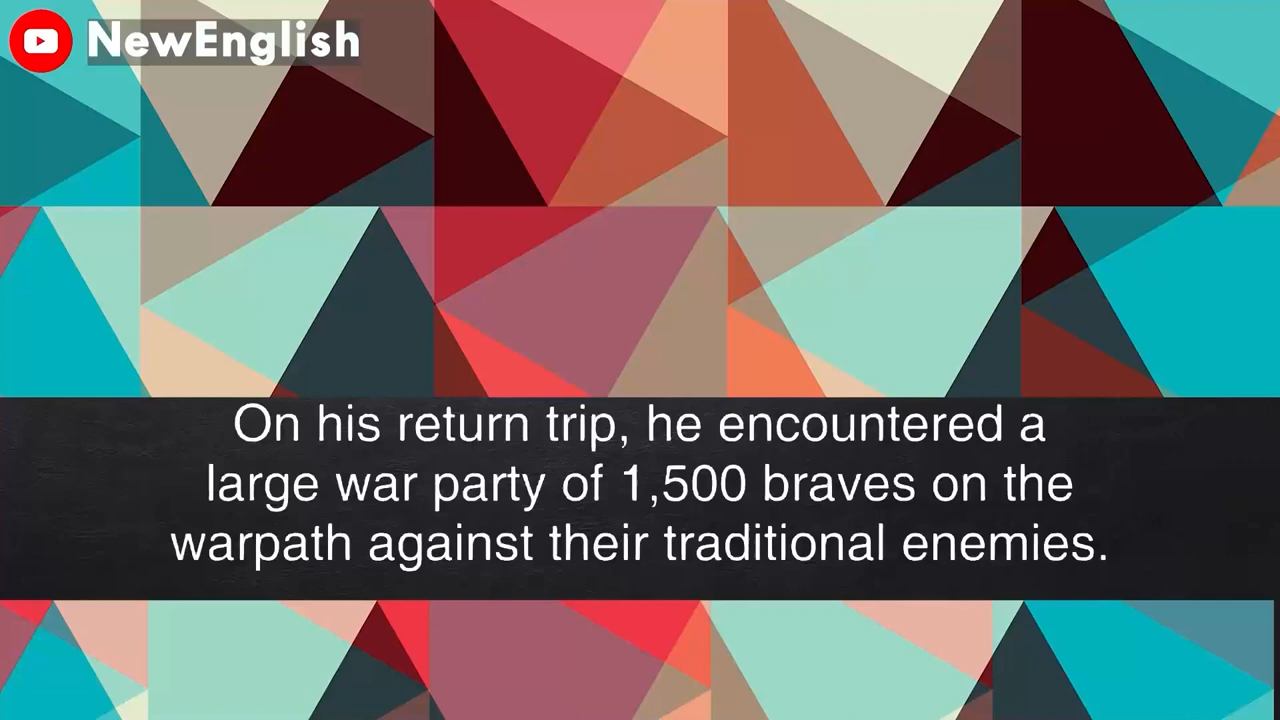 NewEnglish
On his return trip, he encountered a
large war party of 1,500 braves on the
warpath against their traditional enemies.